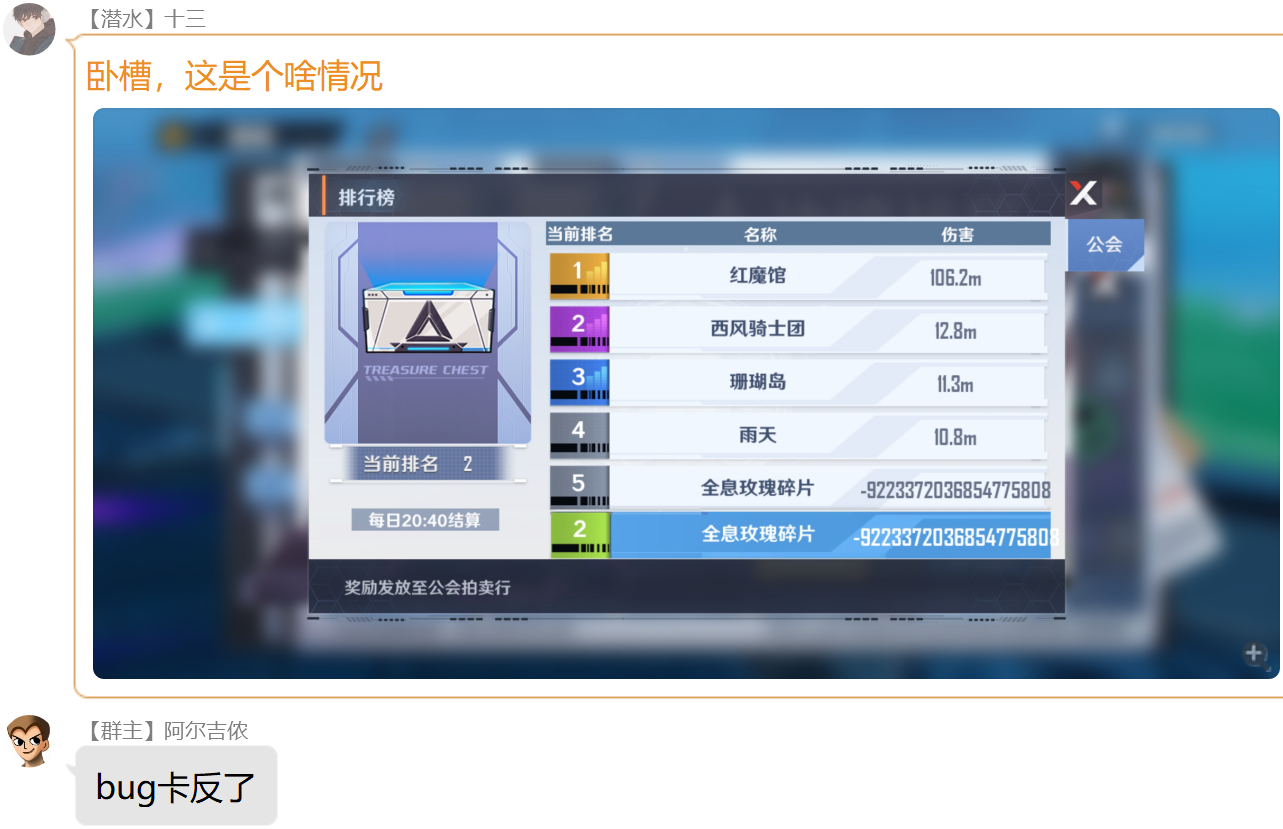 【潜水】十三
卧槽，这是个啥情况
排行榜
X
公会
当前排名 名称 伤害
1 红魔馆 106.2m
2 西风骑士团 12.8m
3 珊瑚岛 11.3m
4 雨天 10.8m
5 全息玫瑰碎片 -9223372036854775808
2 全息玫瑰碎片 -9223372036854775808
TREASURE CHEST
当前排名 2
每日20:40结算
奖励发放至公会拍卖行
【群主】阿尔吉侬
bug卡反了